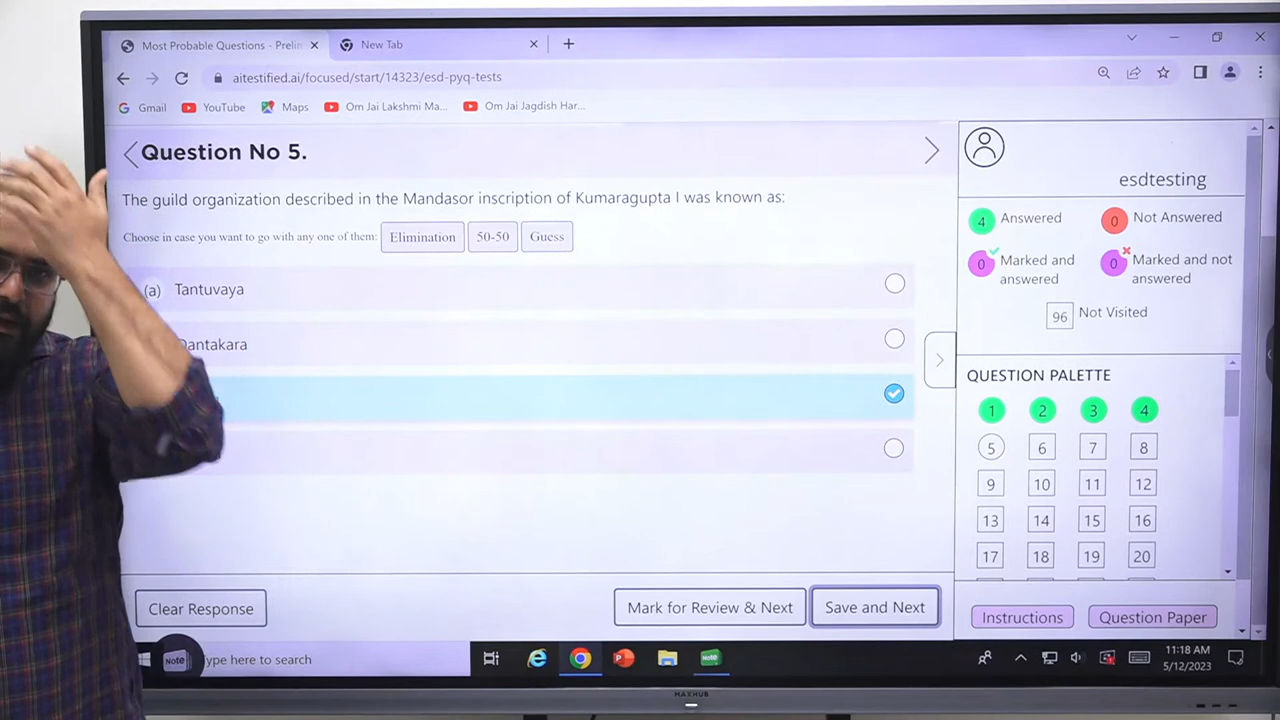 Most Probable Questions - Prelin
New Tab
aitestified.ai/focused/start/14323/esd-pyq-tests
Gmail
YouTube
Maps
Om Jai Lakshmi Ma...
Om Jai Jagdish Har...
Question No 5.
The guild organization described in the Mandasor inscription of Kumaragupta I was known as:
Choose in case you want to go with any one of them:
Elimination
50-50
Guess
(a) Tantuvaya
Dantakara
Clear Response
Mark for Review & Next
Save and Next
esdtesting
4 Answered
0 Not Answered
0 Marked and answered
0 Marked and not answered
96 Not Visited
QUESTION PALETTE
1 2 3 4
5 6 7 8
9 10 11 12
13 14 15 16
17 18 19 20
Instructions
Question Paper
Note
ype here to search
Note
11:18 AM
5/12/2023
MAXHUB